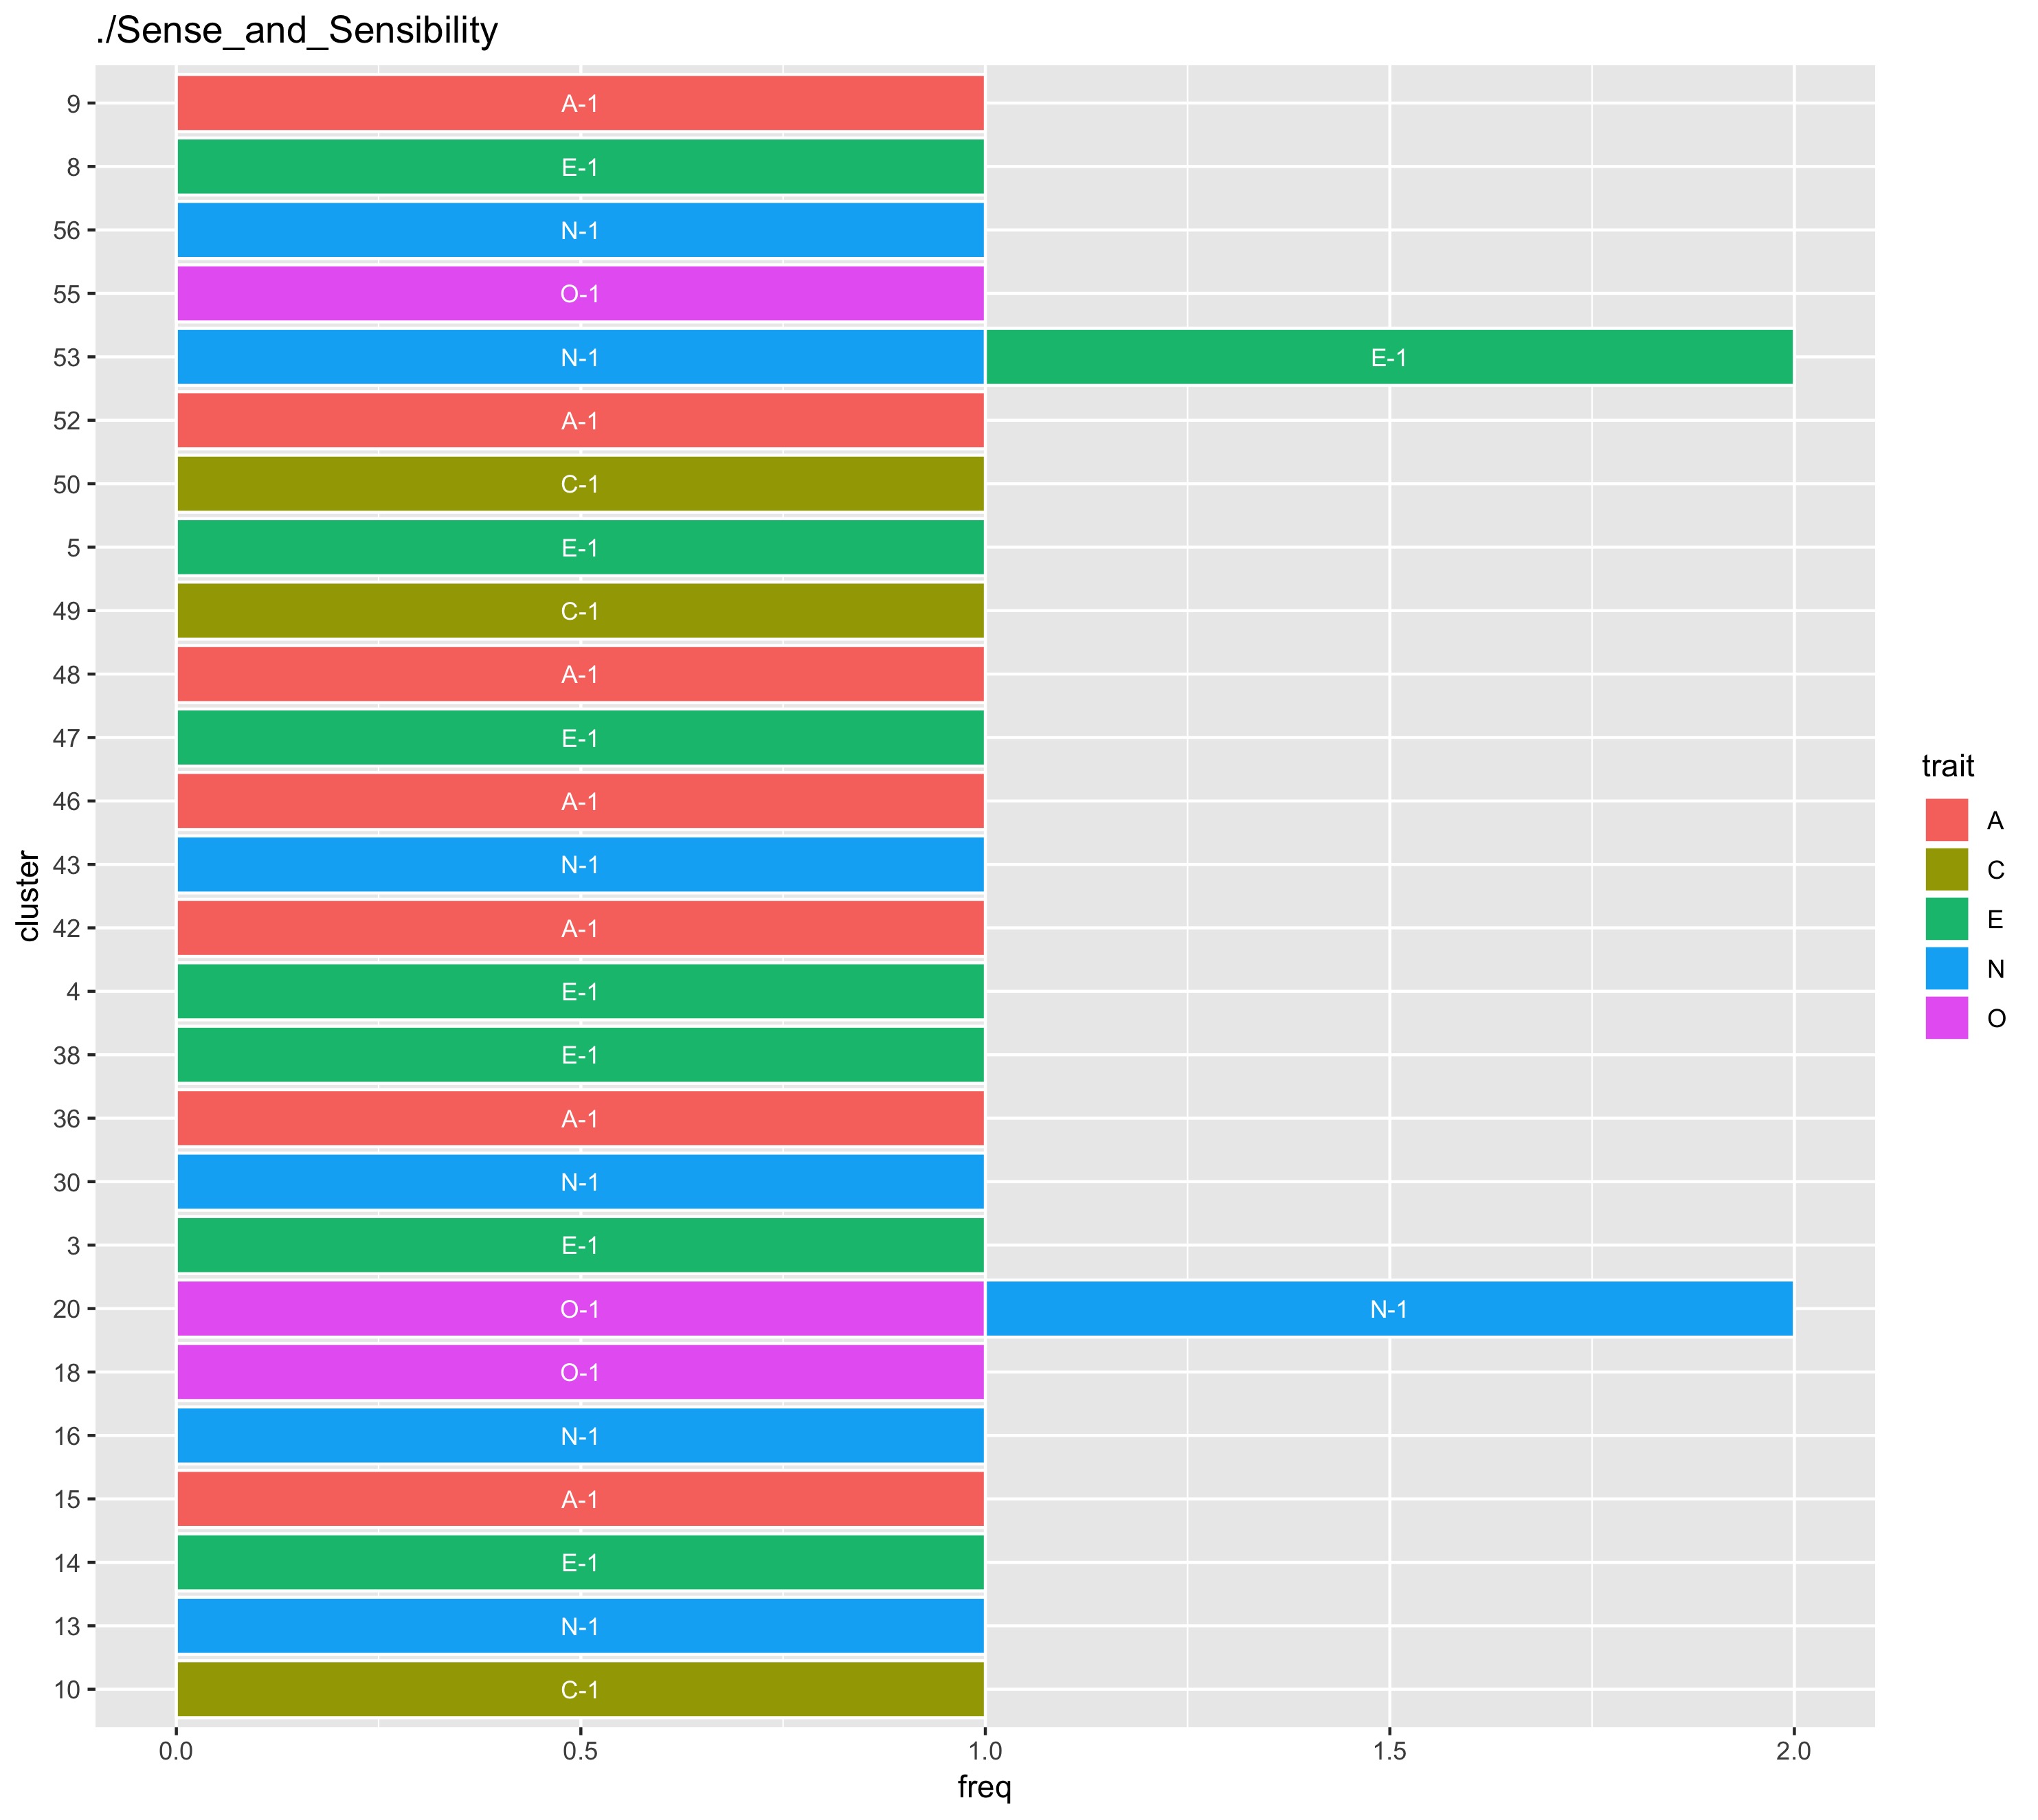 ./Sense_and_Sensibility
9 A-1
8 E-1
56 N-1
55 O-1
53 N-1 E-1
52 A-1
50 C-1
5 E-1
49 C-1
48 A-1
47 E-1
46 A-1
43 N-1
42 A-1
4 E-1
38 E-1
36 A-1
30 N-1
3 E-1
20 O-1 N-1
18 O-1
16 N-1
15 A-1
14 E-1
13 N-1
10 C-1
0.0 0.5 1.0 1.5 2.0
freq
cluster
trait
A
C
E
N
O